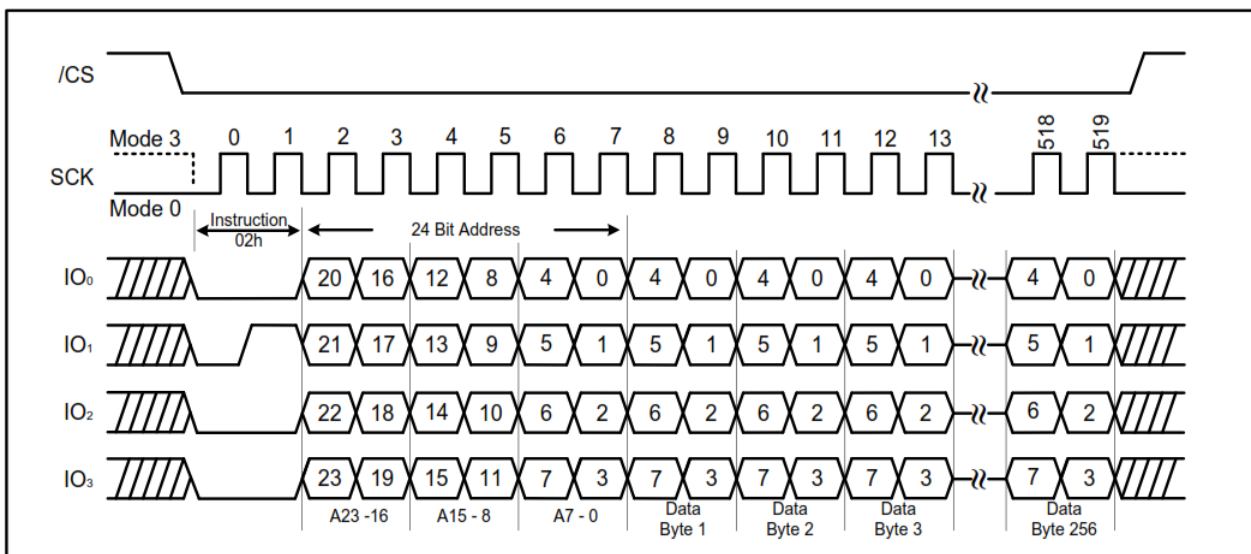 /CS
Mode 3 0 1 2 3 4 5 6 7 8 9 10 11 12 13 518 519
SCK
Mode 0
Instruction
02h
24 Bit Address
IO₀ 20 16 12 8 4 0 4 0 4 0 4 0 4 0
IO₁ 21 17 13 9 5 1 5 1 5 1 5 1 5 1
IO₂ 22 18 14 10 6 2 6 2 6 2 6 2 6 2
IO₃ 23 19 15 11 7 3 7 3 7 3 7 3 7 3
A23 -16 A15 - 8 A7 - 0
Data
Byte 1
Data
Byte 2
Data
Byte 3
Data
Byte 256